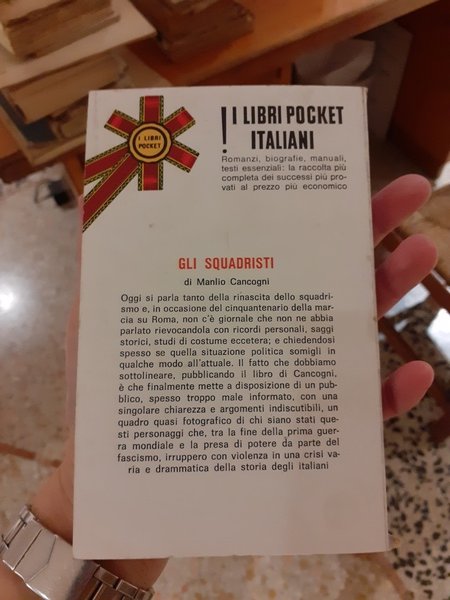 I LIBRI
POCKET
! I LIBRI POCKET
ITALIANI
Romanzi, biografie, manuali,
testi essenziali: la raccolta più
completa dei successi più pro-
vati al prezzo più economico
GLI SQUADRISTI
di Manlio Cancogni
Oggi si parla tanto della rinascita dello squadri-
smo e, in occasione del cinquantenario della mar-
cia su Roma, non c'è giornale che non ne abbia
parlato rievocandola con ricordi personali, saggi
storici, studi di costume eccetera; e chiedendosi
spesso se quella situazione politica somigli in
qualche modo all'attuale. Il fatto che dobbiamo
sottolineare, pubblicando il libro di Cancogni,
è che finalmente mette a disposizione di un pub-
blico, spesso troppo male informato, con una
singolare chiarezza e argomenti indiscutibili, un
quadro quasi fotografico di chi siano stati que-
sti personaggi che, tra la fine della prima guer-
ra mondiale e la presa di potere da parte del
fascismo, irruppero con violenza in una crisi va-
ria e drammatica della storia degli italiani